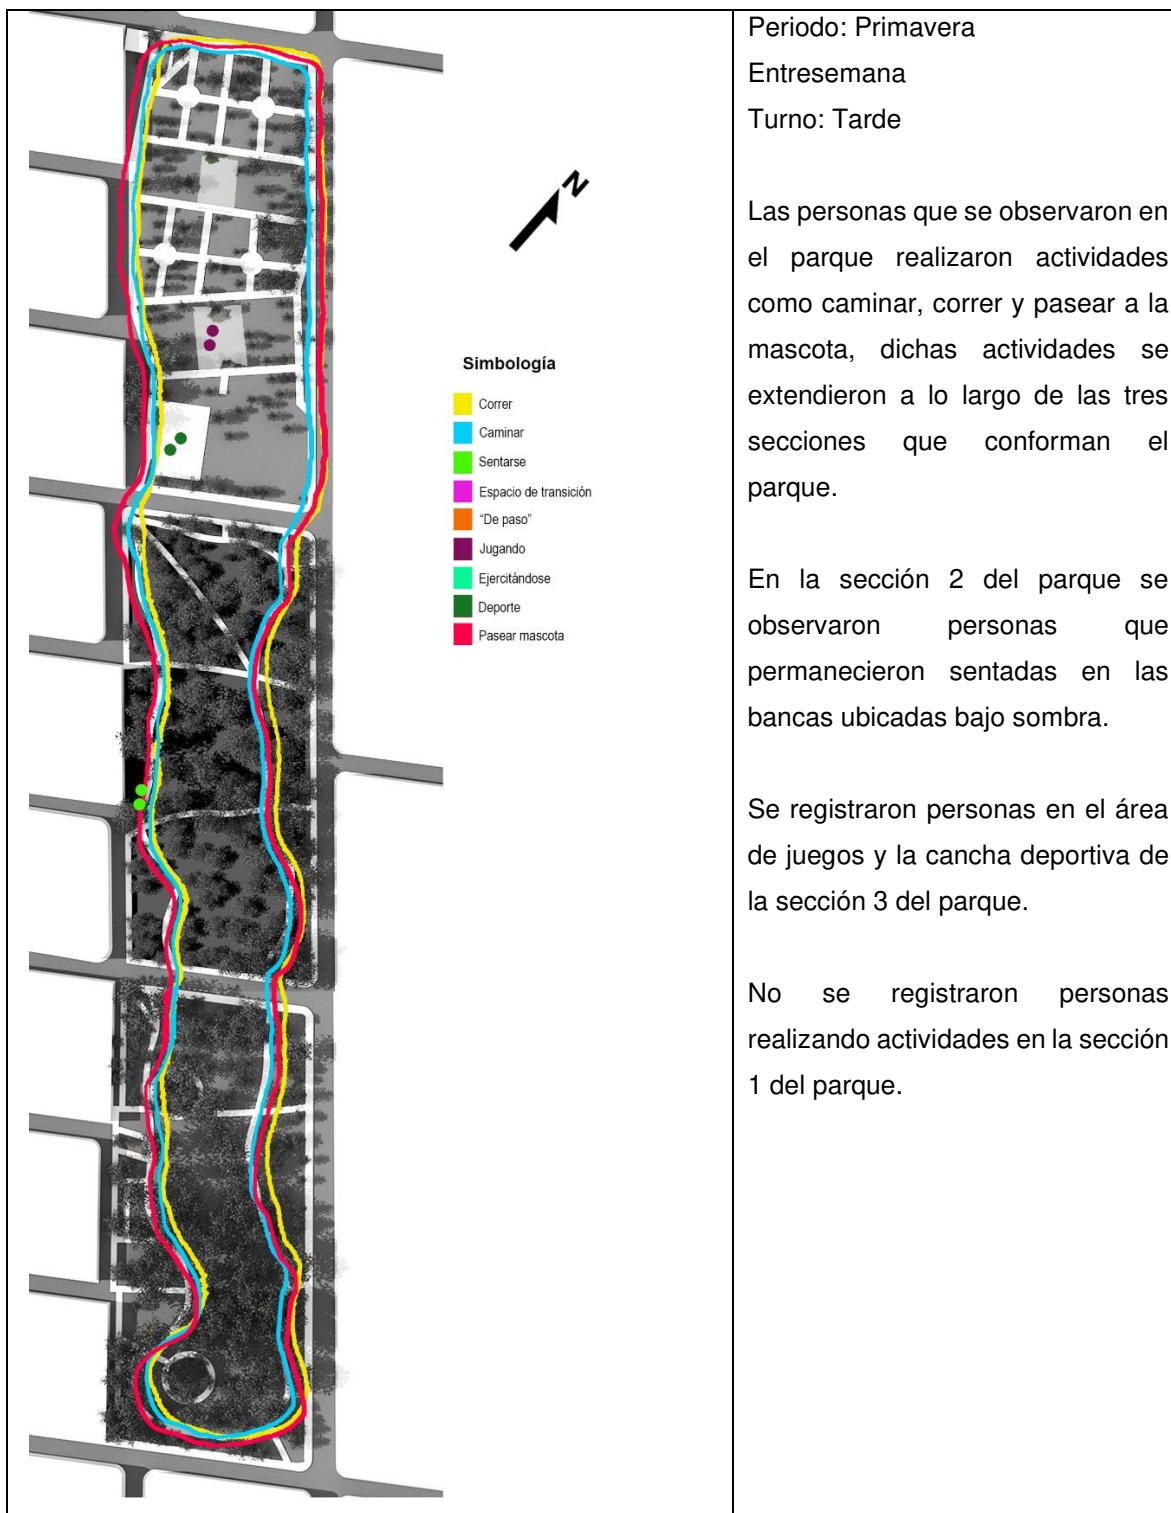 N
Simbología
Correr
Caminar
Sentarse
Espacio de transición
“De paso”
Jugando
Ejercitándose
Deporte
Pasear mascota
Periodo: Primavera
Entresemana
Turno: Tarde
Las personas que se observaron en
el parque realizaron actividades
como caminar, correr y pasear a la
mascota, dichas actividades se
extendieron a lo largo de las tres
secciones que conforman el
parque.
En la sección 2 del parque se
observaron personas que
permanecieron sentadas en las
bancas ubicadas bajo sombra.
Se registraron personas en el área
de juegos y la cancha deportiva de
la sección 3 del parque.
No se registraron personas
realizando actividades en la sección
1 del parque.